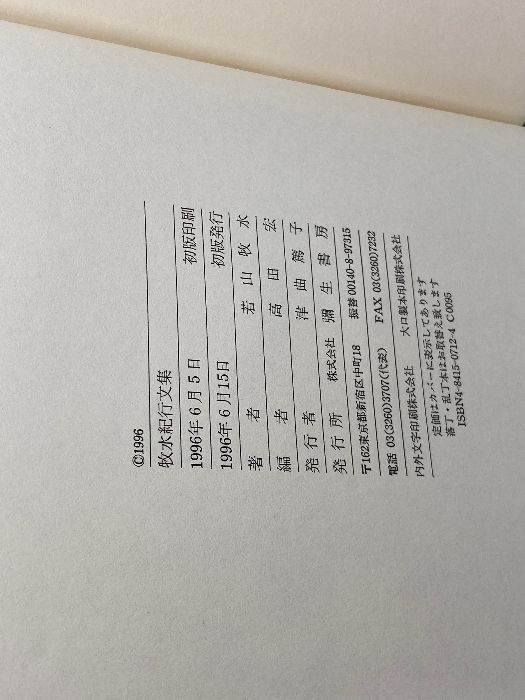 ©1996
牧水紀行文集
1996年6月5日 初版印刷
1996年6月15日 初版発行
著者 若山牧水
編者 高田宏
発行者 津曲篤子
発行所 株式会社 彌生書房
〒162東京都新宿区中町18 振替00140-8-97315
電話 03(3260)3707(代表) FAX 03(3260)7232
内外文字印刷株式会社 大口製本印刷株式会社
定価はカバーに表示してあります
落丁・乱丁本はお取替え致します
ISBN4-8415-0712-4 C0095